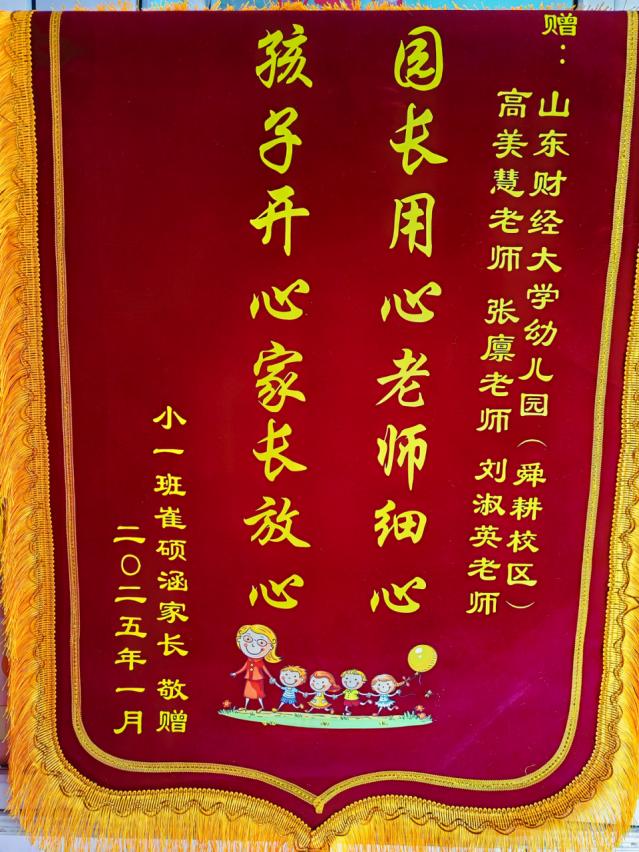 赠：
山东财经大学幼儿园（舜耕校区）
高美慧老师 张廪老师 刘淑英老师
园长用心老师细心
孩子开心家长放心
小一班崔硕涵家长 敬赠
二〇二五年一月